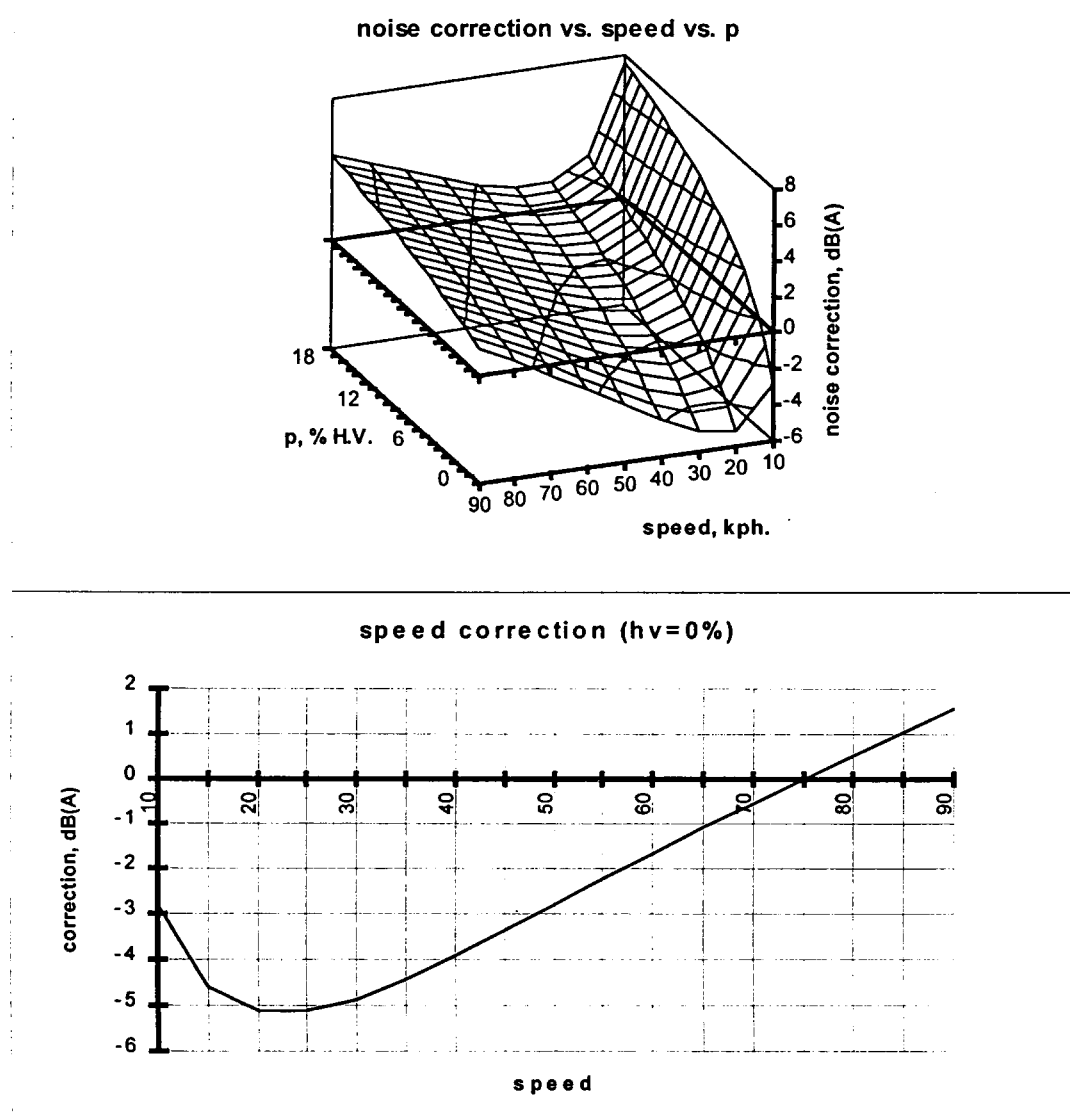 noise correction vs. speed vs. p
8
6
4
2
0
-2
-4
-6
noise correction, dB(A)
18
12
6
0
p, % H.V.
90 80 70 60 50 40 30 20 10
speed, kph.
speed correction (hv=0%)
2
1
0
-1
-2
-3
-4
-5
-6
correction, dB(A)
10 20 30 40 50 60 70 80 90
speed